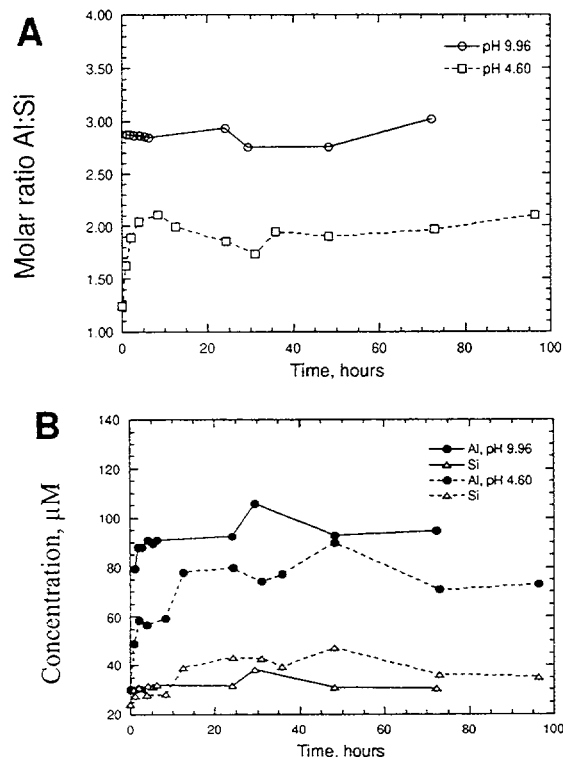 A
4.00
3.50
3.00
2.50
2.00
1.50
1.00
Molar ratio Al:Si
pH 9.96
pH 4.60
0
20
40
60
80
100
Time, hours
B
140
120
100
80
60
40
20
Concentration, µM
Al, pH 9.96
Si
Al, pH 4.60
Si
0
20
40
60
80
100
Time, hours